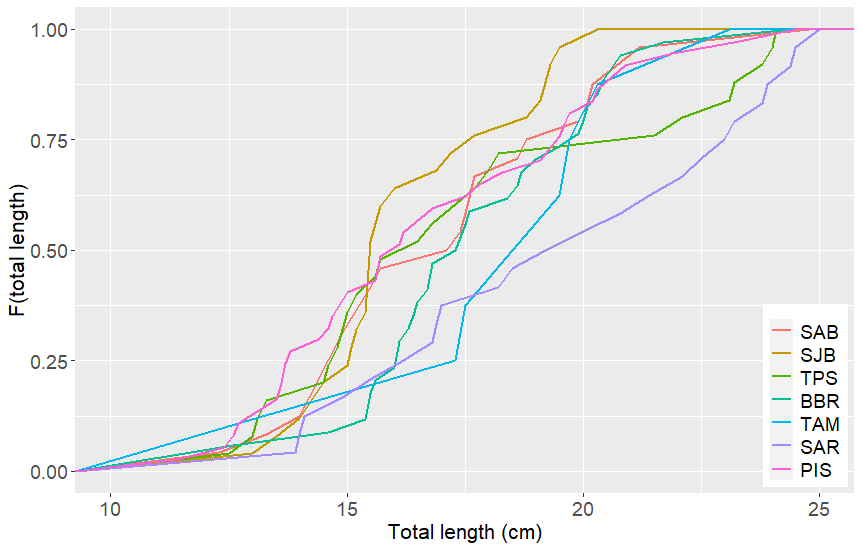 1.00
0.75
0.50
0.25
0.00
F(total length)
10
15
20
25
Total length (cm)
SAB
SJB
TPS
BBR
TAM
SAR
PIS